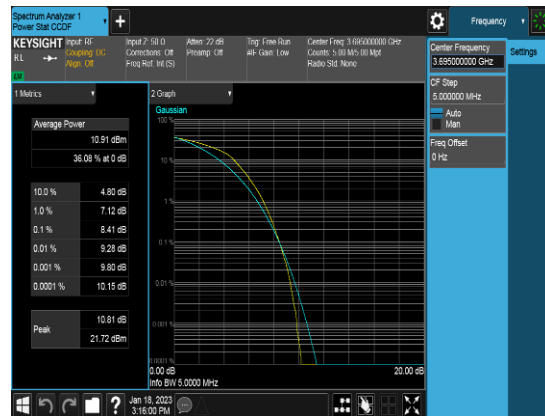 Spectrum Analyzer 1
Power Stat CCDF
+
Frequency
KEYSIGHT
RL
LXI
Input: RF
Coupling: DC
Align: Off
Input Z: 50 Ω
Corrections: Off
Freq Ref: Int (S)
Atten: 22 dB
Preamp: Off
Trig: Free Run
#IF Gain: Low
Center Freq: 3.695000000 GHz
Counts: 5.00 M/5.00 Mpt
Radio Std: None
Center Frequency
3.695000000 GHz
Settings
CF Step
5.000000 MHz
Auto
Man
Freq Offset
0 Hz
1 Metrics
Average Power
10.91 dBm
36.08 % at 0 dB
10.0 % 4.80 dB
1.0 % 7.12 dB
0.1 % 8.41 dB
0.01 % 9.28 dB
0.001 % 9.80 dB
0.0001 % 10.15 dB
Peak
10.81 dB
21.72 dBm
2 Graph
Gaussian
100 %
10 %
1 %
0.1 %
0.01 %
0.001 %
0.0001 %
0.00 dB
20.00 dB
Info BW 5.0000 MHz
?
Jan 18, 2023
3:16:00 PM